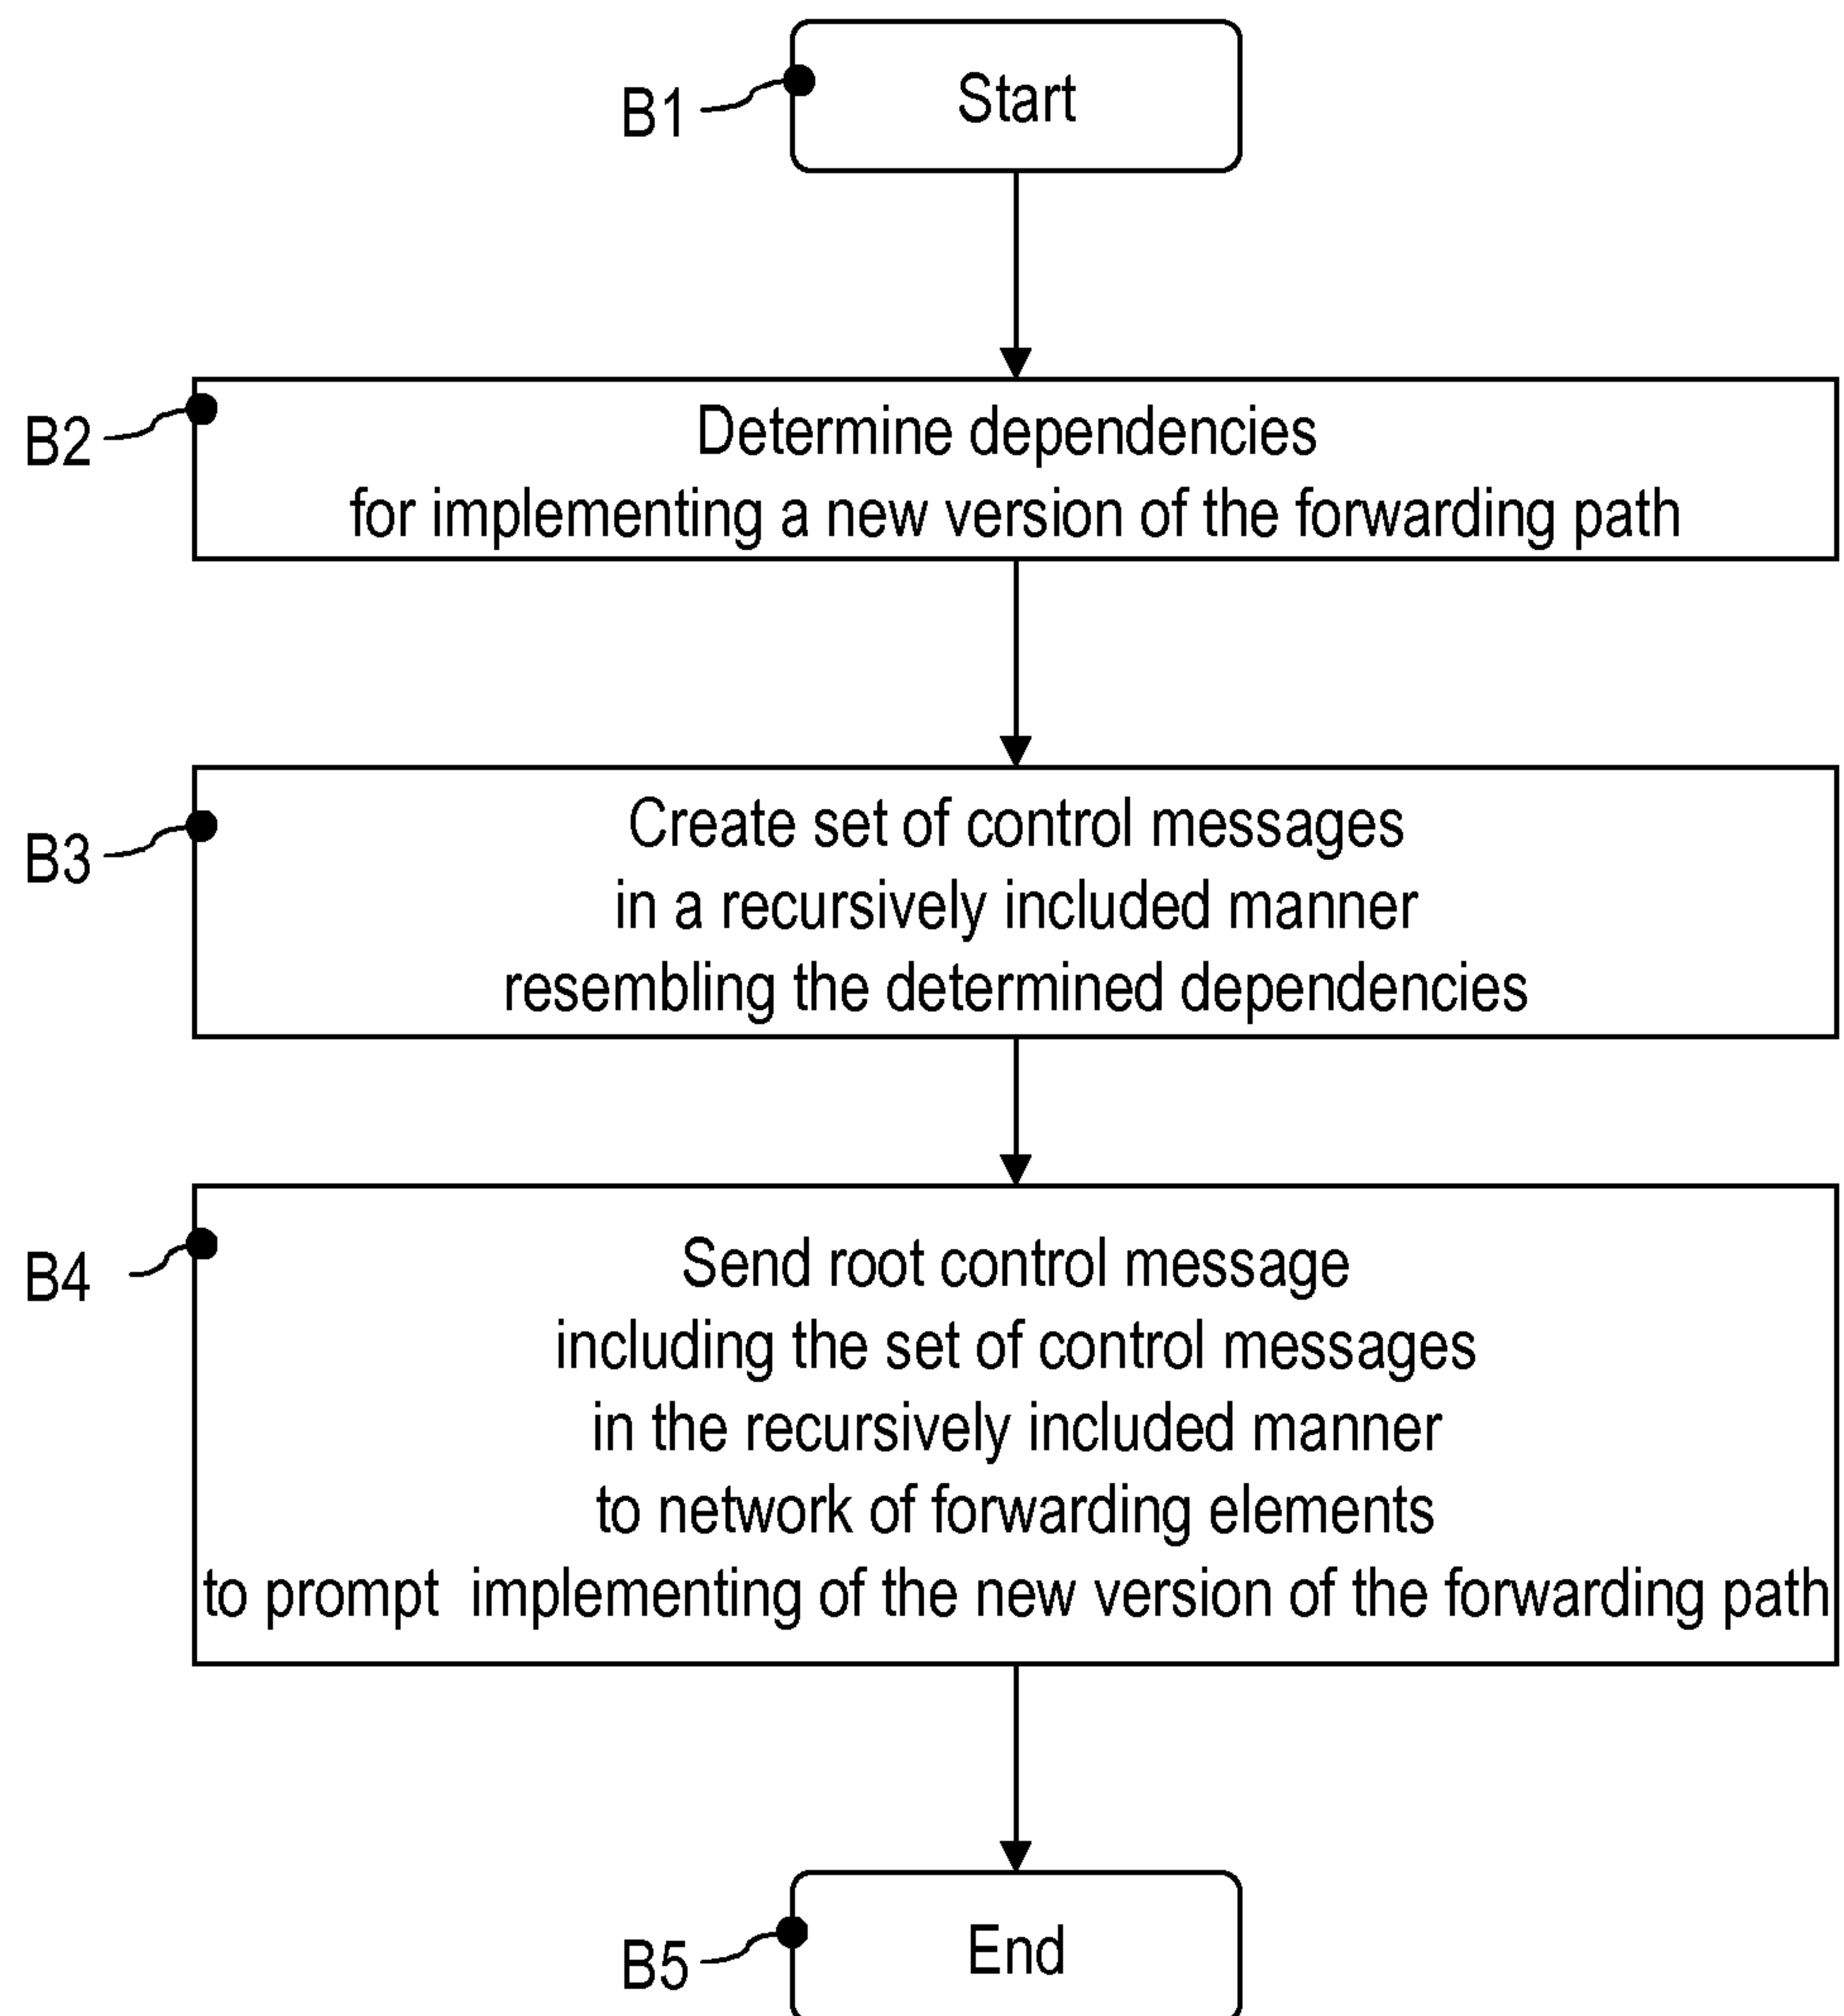 B1
Start
B2
Determine dependencies
for implementing a new version of the forwarding path
B3
Create set of control messages
in a recursively included manner
resembling the determined dependencies
B4
Send root control message
including the set of control messages
in the recursively included manner
to network of forwarding elements
to prompt implementing of the new version of the forwarding path
B5
End